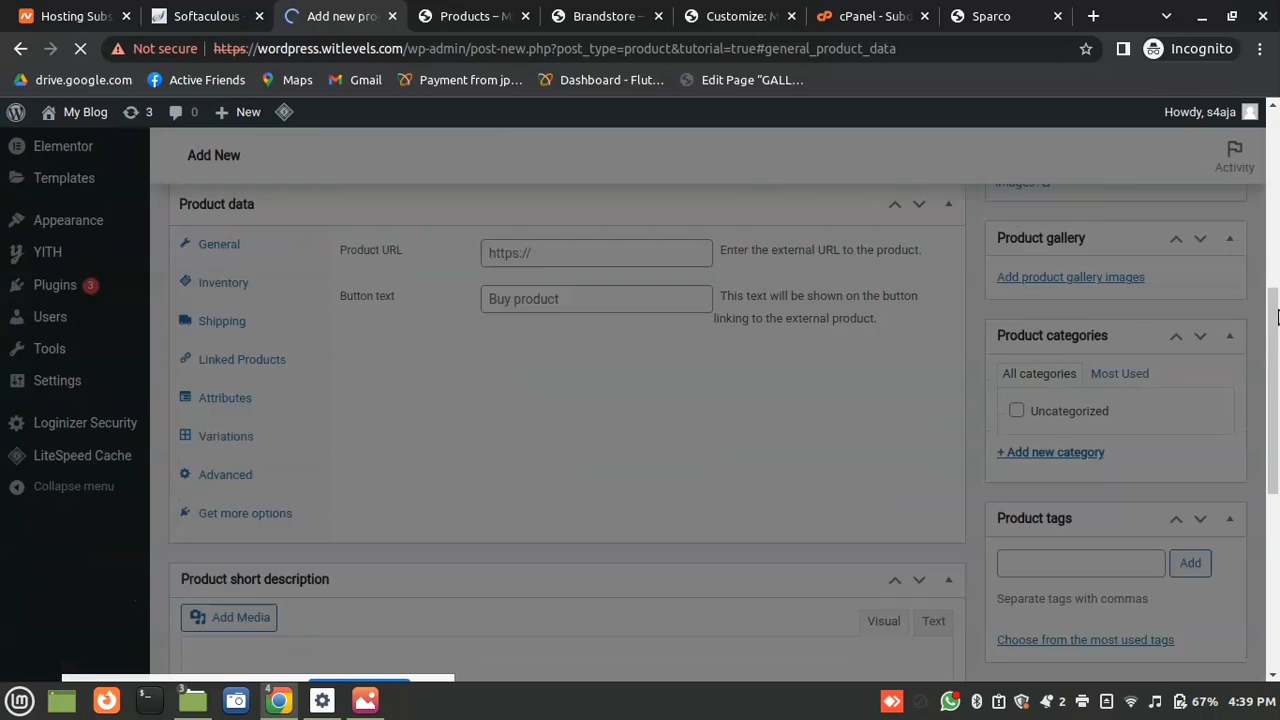 Hosting Subs
Softaculous -
Add new pro
Products – M
Brandstore –
Customize: M
cPanel - Subd
Sparco
Not secure
https://wordpress.witlevels.com/wp-admin/post-new.php?post_type=product&tutorial=true#general_product_data
Incognito
drive.google.com
Active Friends
Maps
Gmail
Payment from jp...
Dashboard - Flut...
Edit Page “GALL...
My Blog
3
0
New
Howdy, s4aja
Elementor
Templates
Appearance
YITH
Plugins 3
Users
Tools
Settings
Loginizer Security
LiteSpeed Cache
Collapse menu
Add New
Activity
Product data
General
Inventory
Shipping
Linked Products
Attributes
Variations
Advanced
Get more options
Product URL
https://
Enter the external URL to the product.
Button text
Buy product
This text will be shown on the button
linking to the external product.
Product short description
Add Media
Visual
Text
Product gallery
Add product gallery images
Product categories
All categories
Most Used
Uncategorized
+ Add new category
Product tags
Add
Separate tags with commas
Choose from the most used tags
3
4
2
67%
4:39 PM